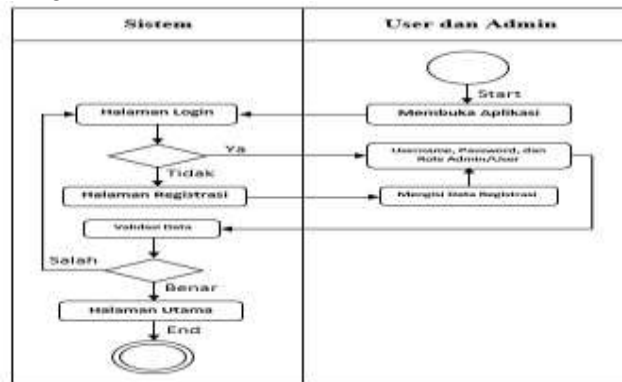 Sistem
User dan Admin
Start
Halaman Login
Membuka Aplikasi
Ya
Username, Password, dan
Role Admin/User
Tidak
Halaman Registrasi
Mengisi Data Registrasi
Validasi Data
Salah
Benar
Halaman Utama
End